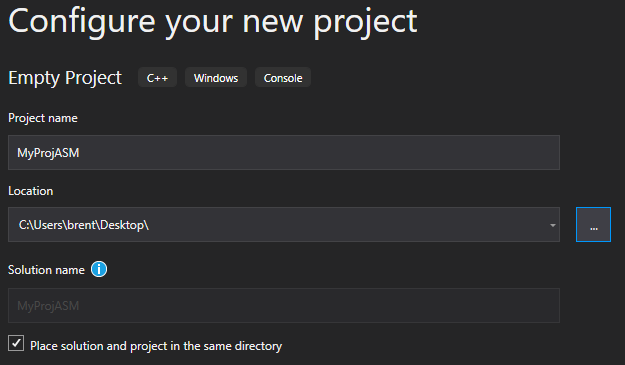 Configure your new project
Empty Project C++ Windows Console
Project name
MyProjASM
Location
C:\Users\brent\Desktop\ ...
Solution name i
MyProjASM
Place solution and project in the same directory